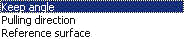 Keep angle
Pulling direction
Reference surface